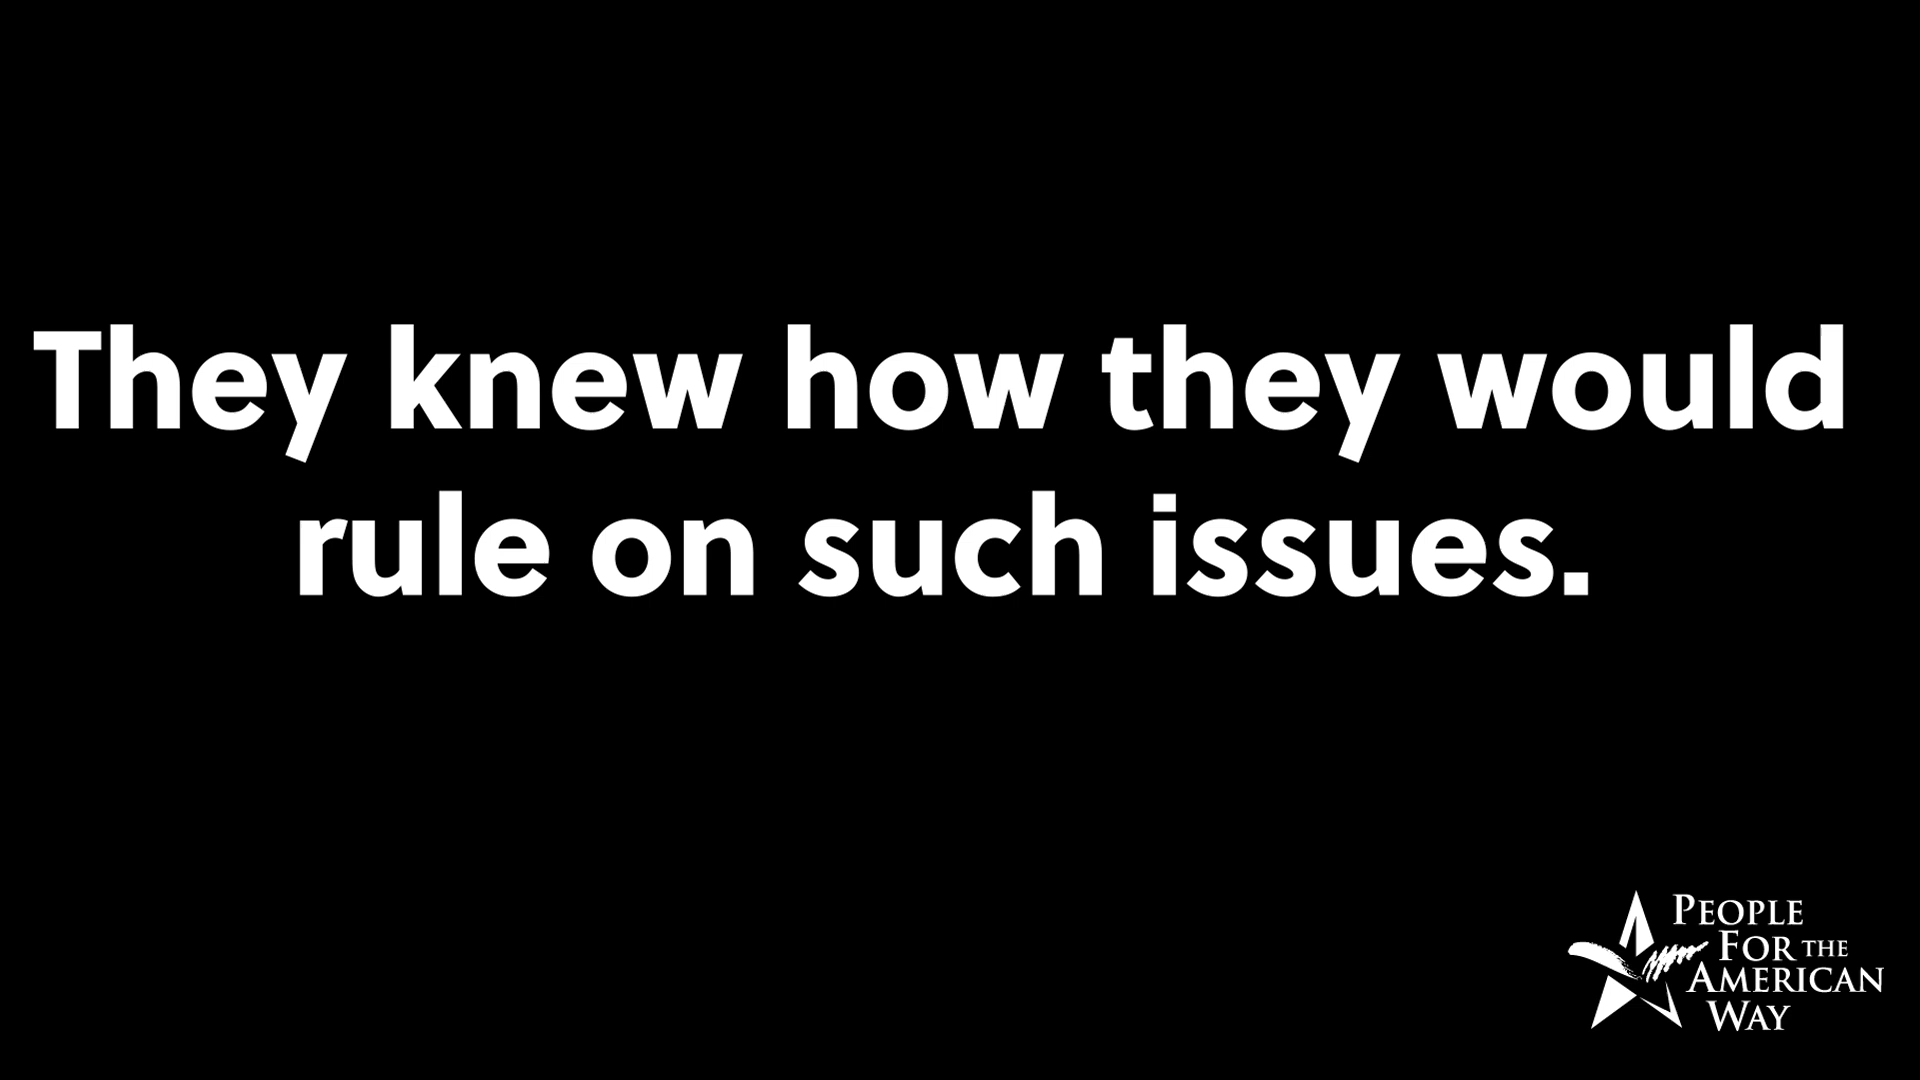 They knew how they would
rule on such issues.
People
For the
American
Way